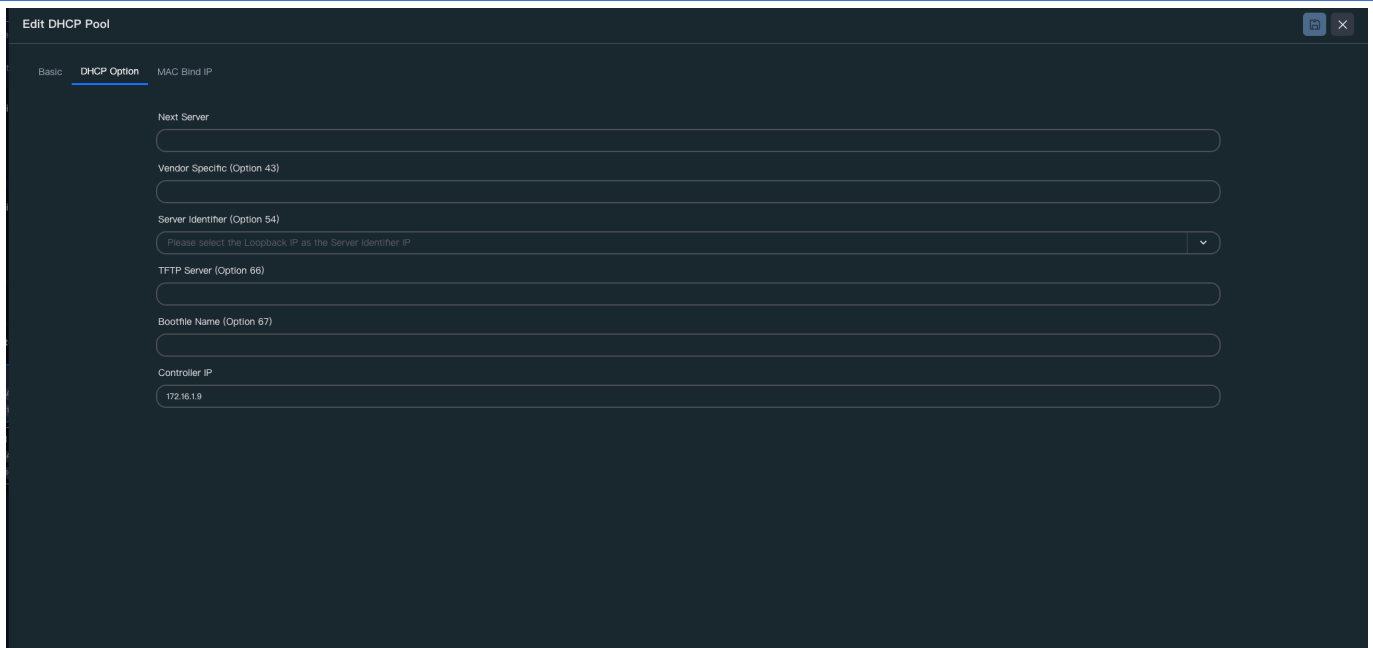 Edit DHCP Pool
Basic DHCP Option MAC Bind IP
Next Server
Vendor Specific (Option 43)
Server Identifier (Option 54)
Please select the Loopback IP as the Server Identifier IP
TFTP Server (Option 66)
Bootfile Name (Option 67)
Controller IP
172.16.1.9